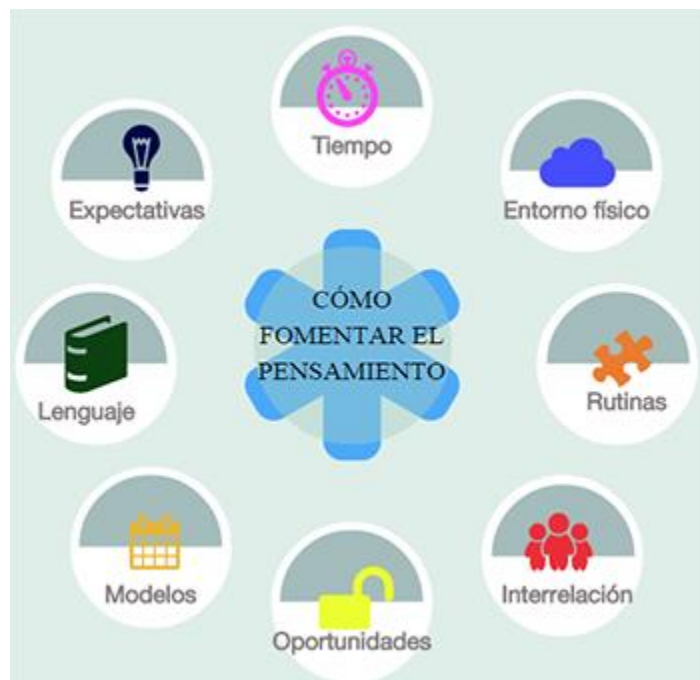 Tiempo
Expectativas
Entorno físico
CÓMO
FOMENTAR EL
PENSAMIENTO
Lenguaje
Rutinas
Modelos
Interrelación
Oportunidades